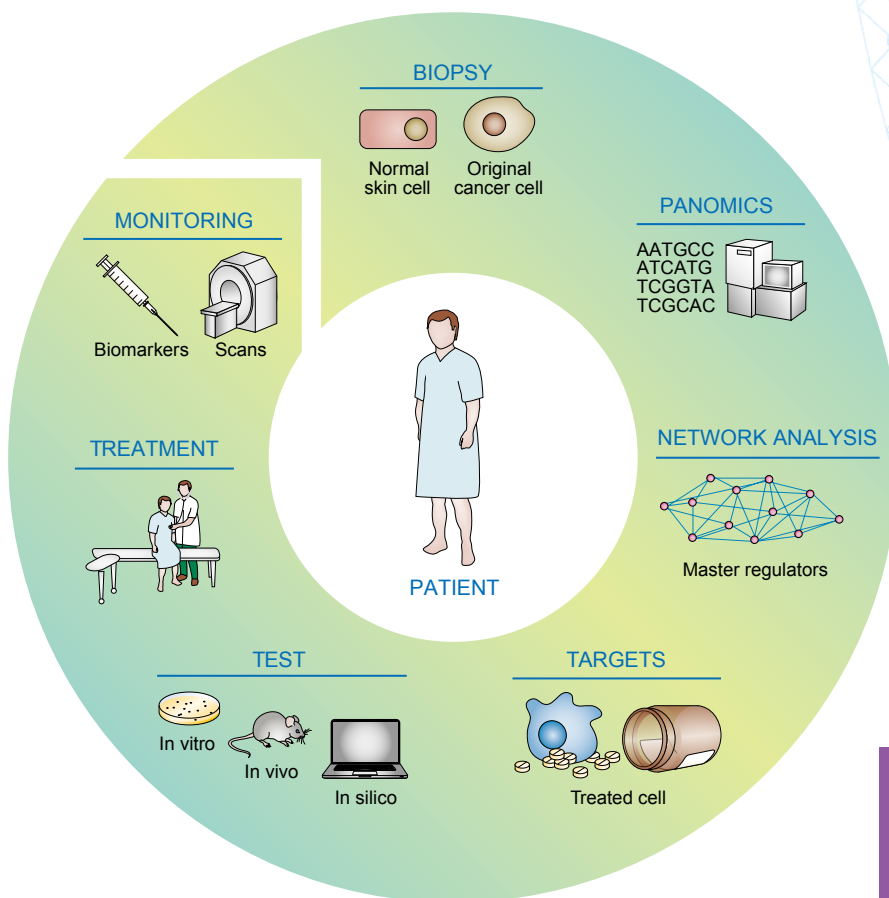 BIOPSY
Normal
skin cell
Original
cancer cell
PANOMICS
AATGCC
ATCATG
TCGGTA
TCGCAC
NETWORK ANALYSIS
Master regulators
TARGETS
Treated cell
TEST
In vitro
In vivo
In silico
TREATMENT
MONITORING
Biomarkers
Scans
PATIENT